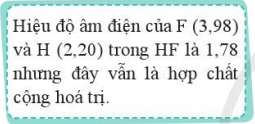 Hiệu độ âm điện của F (3,98)
và H (2,20) trong HF là 1,78
nhưng đây vẫn là hợp chất
cộng hoá trị.